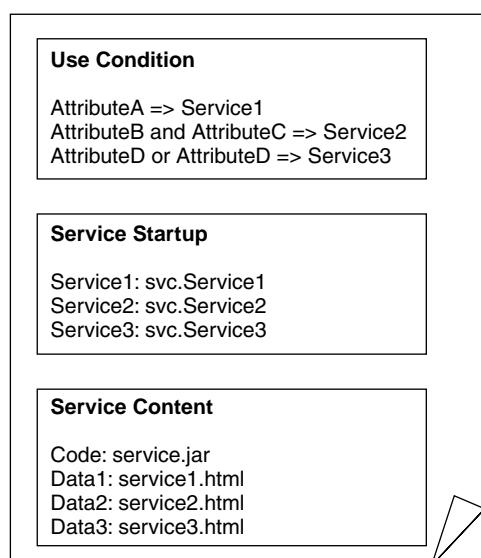 Use Condition
AttributeA => Service1
AttributeB and AttributeC => Service2
AttributeD or AttributeD => Service3
Service Startup
Service1: svc.Service1
Service2: svc.Service2
Service3: svc.Service3
Service Content
Code: service.jar
Data1: service1.html
Data2: service2.html
Data3: service3.html